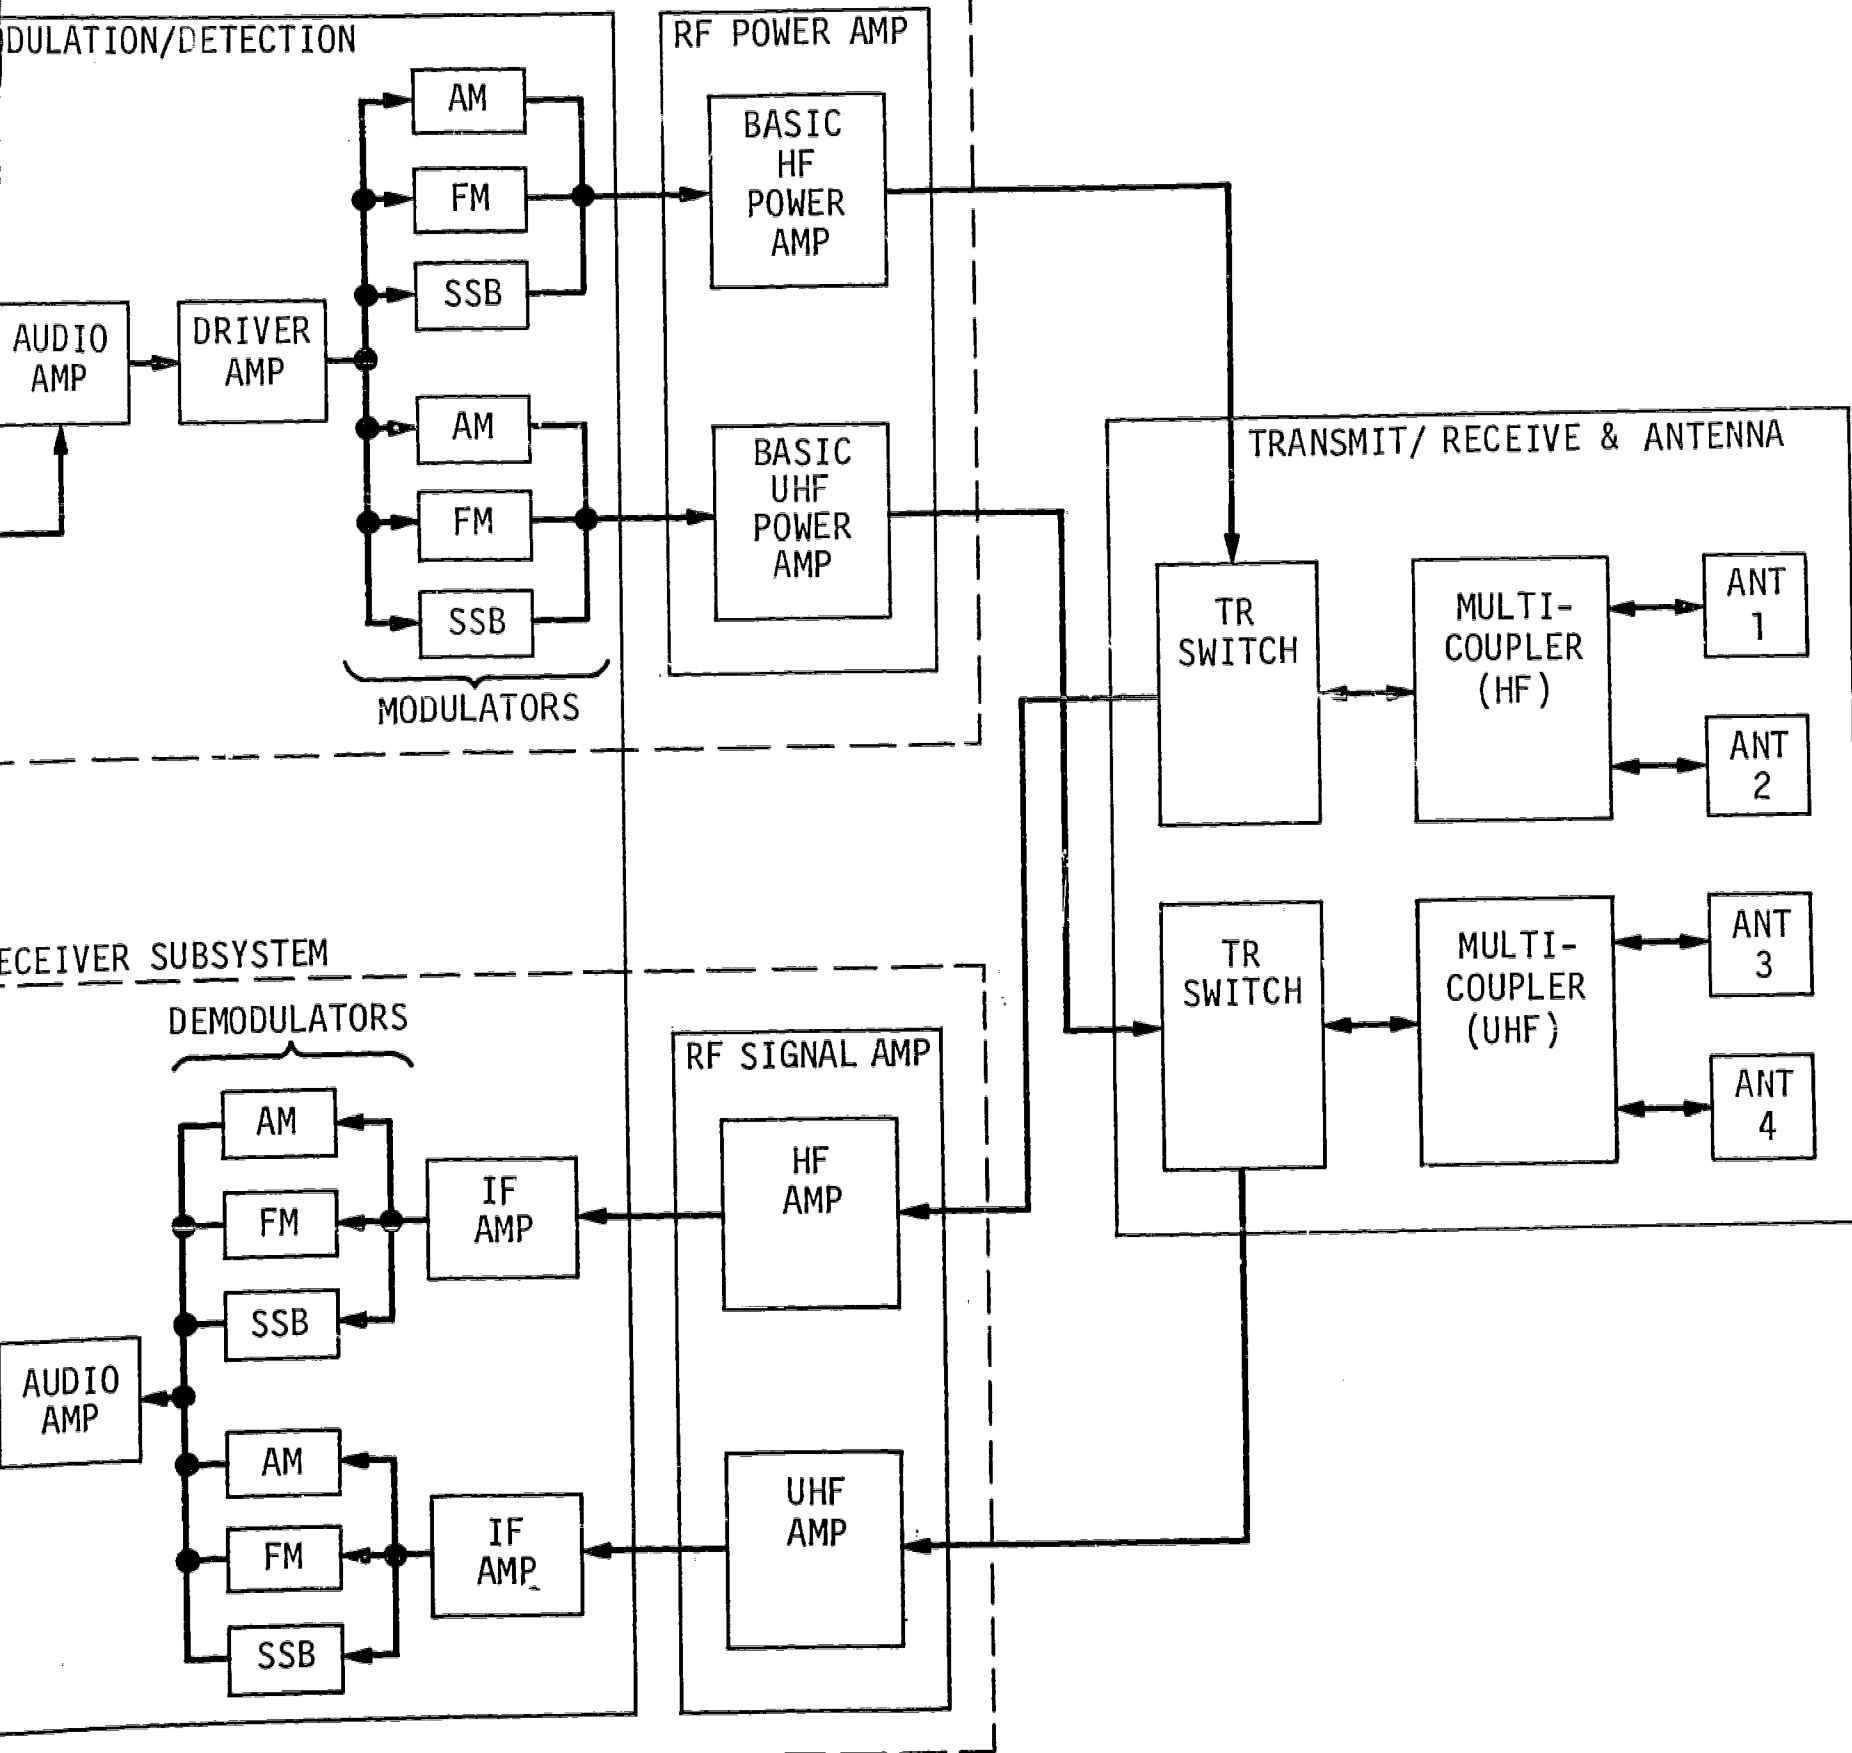 DULATION/DETECTION
RF POWER AMP
AM
FM
SSB
BASIC
HF
POWER
AMP
AUDIO
AMP
DRIVER
AMP
AM
FM
SSB
MODULATORS
BASIC
UHF
POWER
AMP
TRANSMIT/ RECEIVE & ANTENNA
TR
SWITCH
MULTI-
COUPLER
(HF)
ANT
1
ANT
2
TR
SWITCH
MULTI-
COUPLER
(UHF)
ANT
3
ANT
4
ECEIVER SUBSYSTEM
DEMODULATORS
RF SIGNAL AMP
AM
FM
SSB
IF
AMP
HF
AMP
AUDIO
AMP
AM
FM
SSB
IF
AMP
UHF
AMP